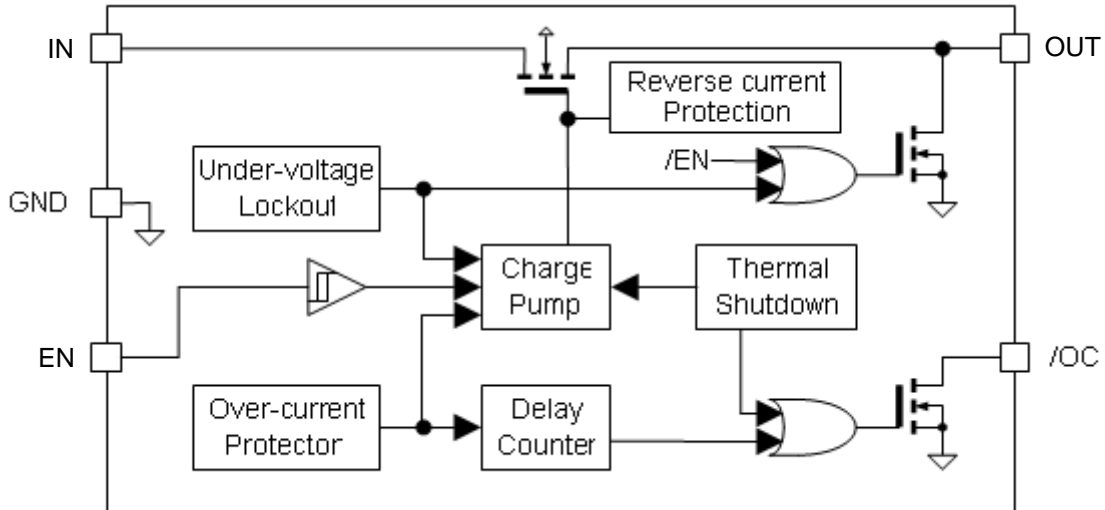 IN
OUT
Reverse current
Protection
/EN
Under-voltage
Lockout
GND
Charge
Pump
Thermal
Shutdown
EN
/OC
Over-current
Protector
Delay
Counter